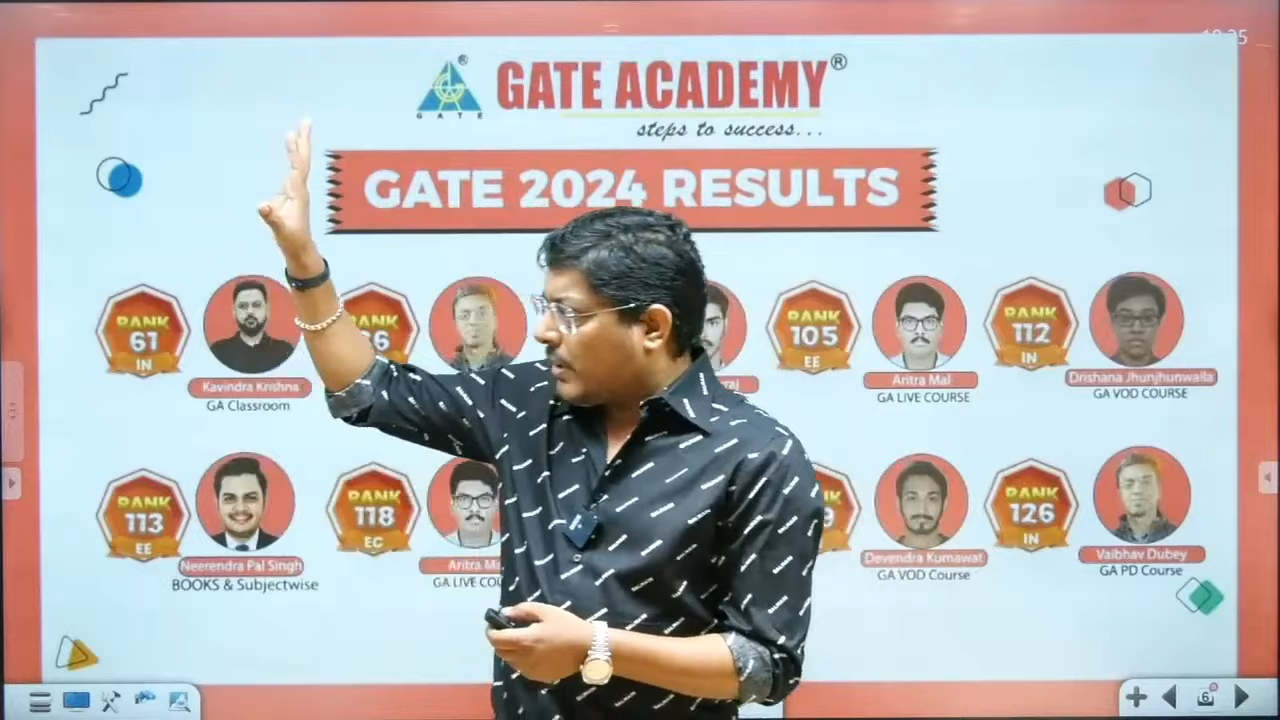 GATE ACADEMY®
GATE
steps to success...
GATE 2024 RESULTS
RANK
61
IN
Kavindra Krishna
GA Classroom
RANK
105
EE
Aritra Mal
GA LIVE COURSE
RANK
112
IN
Drishana Jhunjhunwalla
GA VOD COURSE
RANK
113
EE
Neerendra Pal Singh
BOOKS & Subjectwise
RANK
118
EC
Aritra
GA LIVE
Devendra Kumawat
GA VOD Course
RANK
126
IN
Vaibhav Dubey
GA PD Course
6